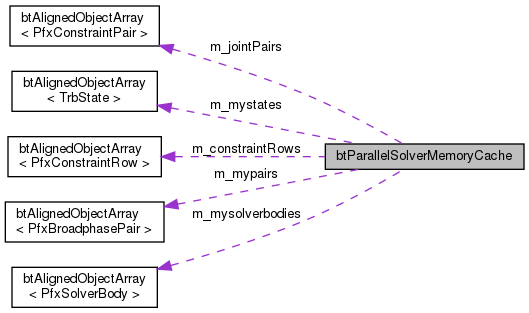 btAlignedObjectArray
< PfxConstraintPair >
m_jointPairs
btAlignedObjectArray
< TrbState >
m_mystates
btAlignedObjectArray
< PfxConstraintRow >
m_constraintRows
btParallelSolverMemoryCache
m_mypairs
btAlignedObjectArray
< PfxBroadphasePair >
m_mysolverbodies
btAlignedObjectArray
< PfxSolverBody >